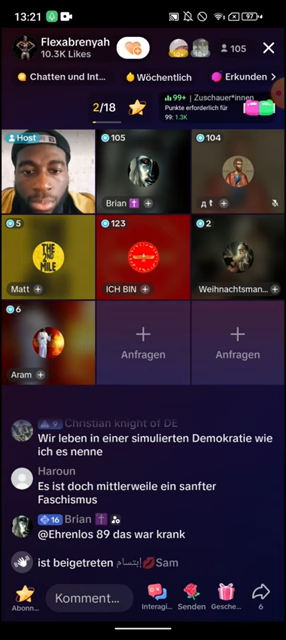 13:21
97
Flexabrenyah
10.3K Likes
105
Chatten und Int...
Wöchentlich
Erkunden
2/18
99+ | Zuschauer*innen
Punkte erforderlich für
99: 1.3K
Host
105
Brian
104
5
THE
2ND
MILE
Matt
123
ICH BIN
2
Weihnachtsman...
6
Aram
Anfragen
Anfragen
9 Christian knight of DE
Wir leben in einer simulierten Demokratie wie
ich es nenne
Haroun
Es ist doch mittlerweile ein sanfter
Faschismus
16 Brian
@Ehrenlos 89 das war krank
ist beigetreten إبتسام💋Sam
Abonn...
Komment...
Interagi...
Senden
Gesche...
6